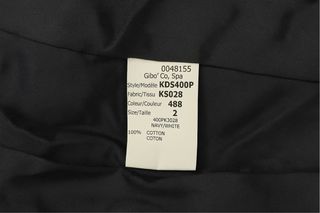 0048155
Gibo' Co, Spa
Style/Modèle KDS400P
Fabric/Tissu KS028
Colour/Couleur 488
Size/Taille 2
400PKJ028
NAVY/WHITE
100% COTTON
COTON